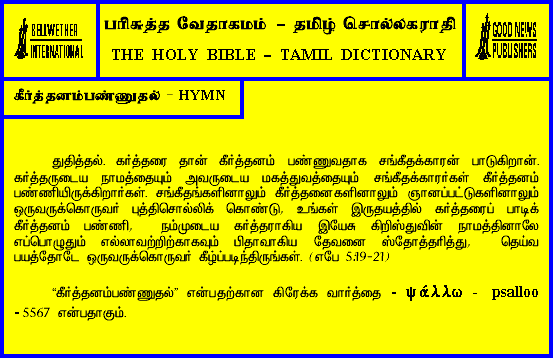 BELLWETHER
INTERNATIONAL
பரிசுத்த வேதாகமம் - தமிழ் சொல்லகராதி
THE HOLY BIBLE - TAMIL DICTIONARY
GOOD NEWS
PUBLISHERS
கீர்த்தனம்பண்ணுதல் - HYMN
துதித்தல். கர்த்தரை தான் கீர்த்தனம் பண்ணுவதாக சங்கீதக்காரன் பாடுகிறான்.
கர்த்தருடைய நாமத்தையும் அவருடைய மகத்துவத்தையும் சங்கீதக்காரர்கள் கீர்த்தனம்
பண்ணியிருக்கிறார்கள். சங்கீதங்களினாலும் கீர்த்தனைகளினாலும் ஞானப்பட்டுகளினாலும்
ஒருவருக்கொருவர் புத்திசொல்லிக் கொண்டு, உங்கள் இருதயத்தில் கர்த்தரைப் பாடிக்
கீர்த்தனம் பண்ணி, நம்முடைய கர்த்தராகிய இயேசு கிறிஸ்துவின் நாமத்தினாலே
எப்பொழுதும் எல்லாவற்றிற்காகவும் பிதாவாகிய தேவனை ஸ்தோத்தரித்து, தெய்வ
பயத்தோடே ஒருவருக்கொருவர் கீழ்ப்படிந்திருங்கள். (எபே 5:19-21)
“கீர்த்தனம்பண்ணுதல்” என்பதற்கான கிரேக்க வார்த்தை - ψάλλω - psalloo
- 5567 என்பதாகும்.